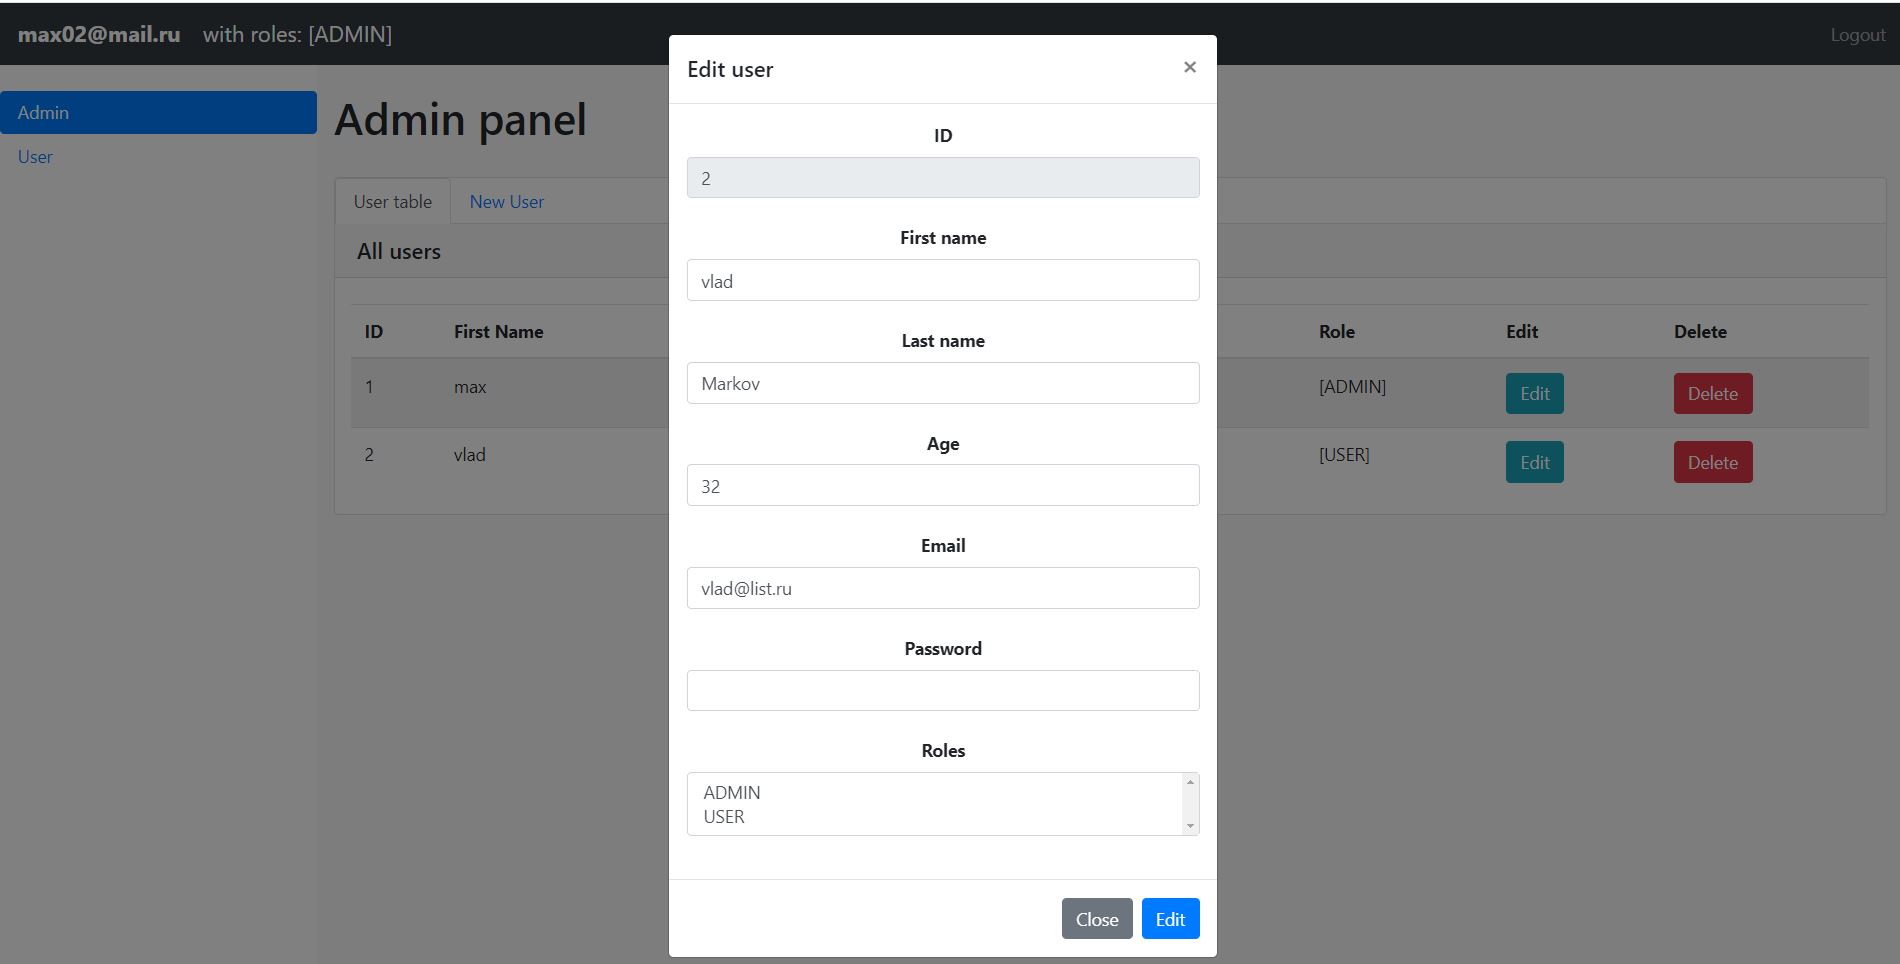 max02@mail.ru with roles: [ADMIN]
Logout
Admin
User
Admin panel
User table New User
All users
ID First Name Role Edit Delete
1 max [ADMIN] Edit Delete
2 vlad [USER] Edit Delete
Edit user ×
ID
2
First name
vlad
Last name
Markov
Age
32
Email
vlad@list.ru
Password
Roles
ADMIN
USER
Close Edit